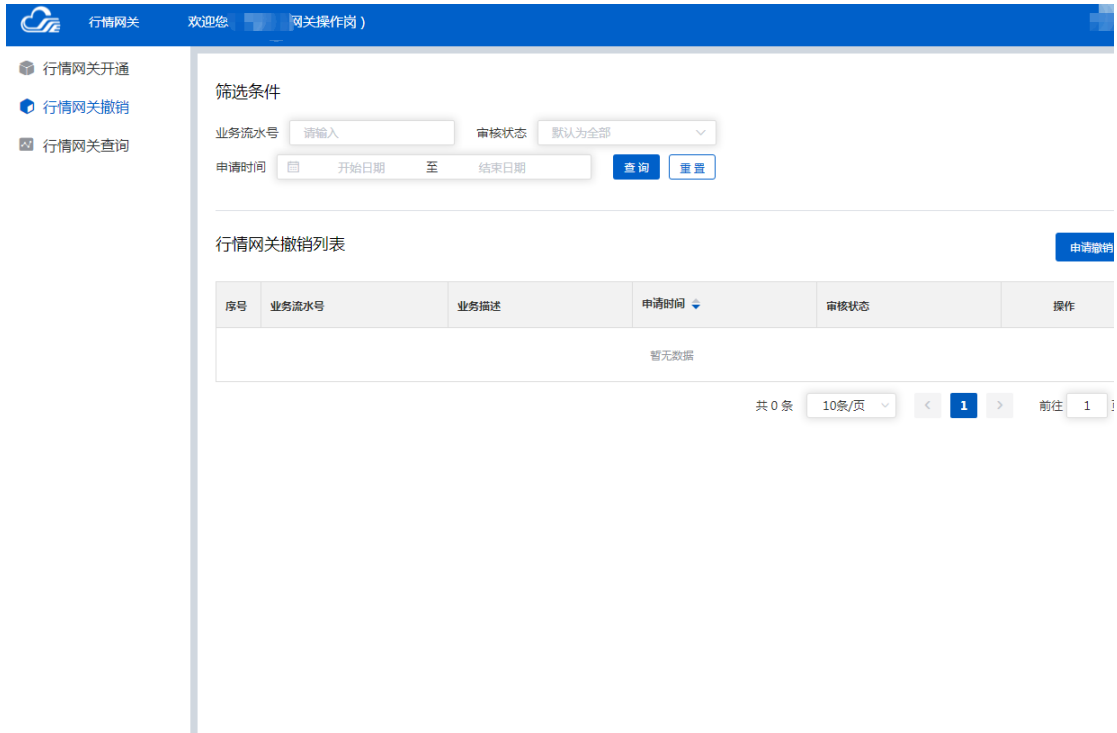 行情网关
欢迎您 网关操作岗）
行情网关开通
行情网关撤销
行情网关查询
筛选条件
业务流水号 请输入 审核状态 默认为全部
申请时间 开始日期 至 结束日期 查询 重置
行情网关撤销列表
申请撤销
序号 业务流水号 业务描述 申请时间 审核状态 操作
暂无数据
共 0 条 10条/页 1 前往 1